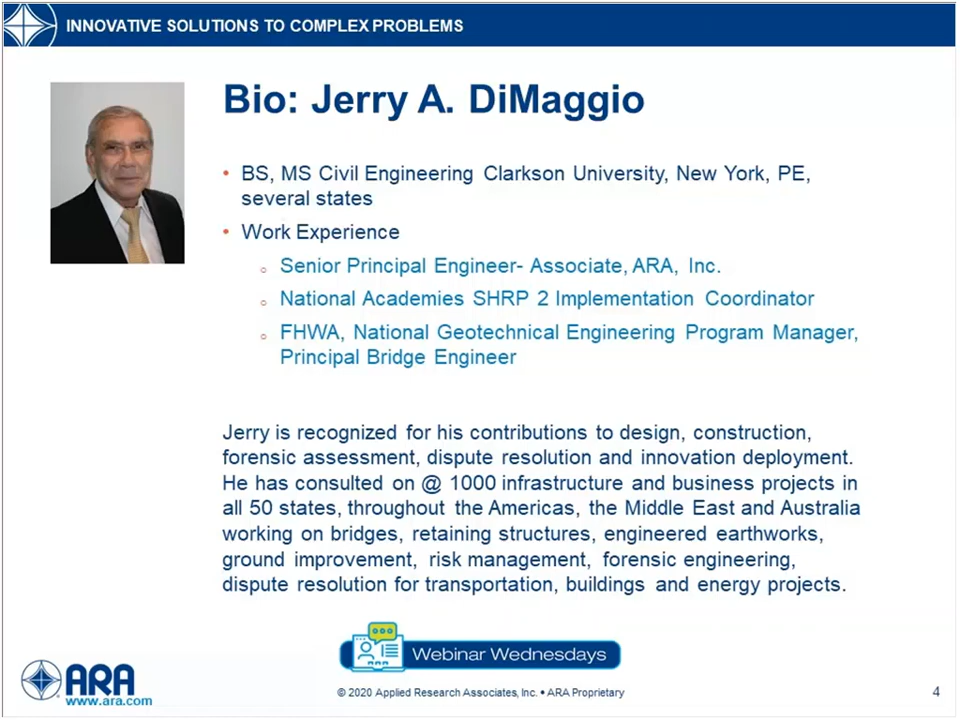 INNOVATIVE SOLUTIONS TO COMPLEX PROBLEMS
Bio: Jerry A. DiMaggio
• BS, MS Civil Engineering Clarkson University, New York, PE,
several states
• Work Experience
o Senior Principal Engineer- Associate, ARA, Inc.
o National Academies SHRP 2 Implementation Coordinator
o FHWA, National Geotechnical Engineering Program Manager,
Principal Bridge Engineer
Jerry is recognized for his contributions to design, construction,
forensic assessment, dispute resolution and innovation deployment.
He has consulted on @ 1000 infrastructure and business projects in
all 50 states, throughout the Americas, the Middle East and Australia
working on bridges, retaining structures, engineered earthworks,
ground improvement, risk management, forensic engineering,
dispute resolution for transportation, buildings and energy projects.
Webinar Wednesdays
ARA
www.ara.com
© 2020 Applied Research Associates, Inc. • ARA Proprietary
4